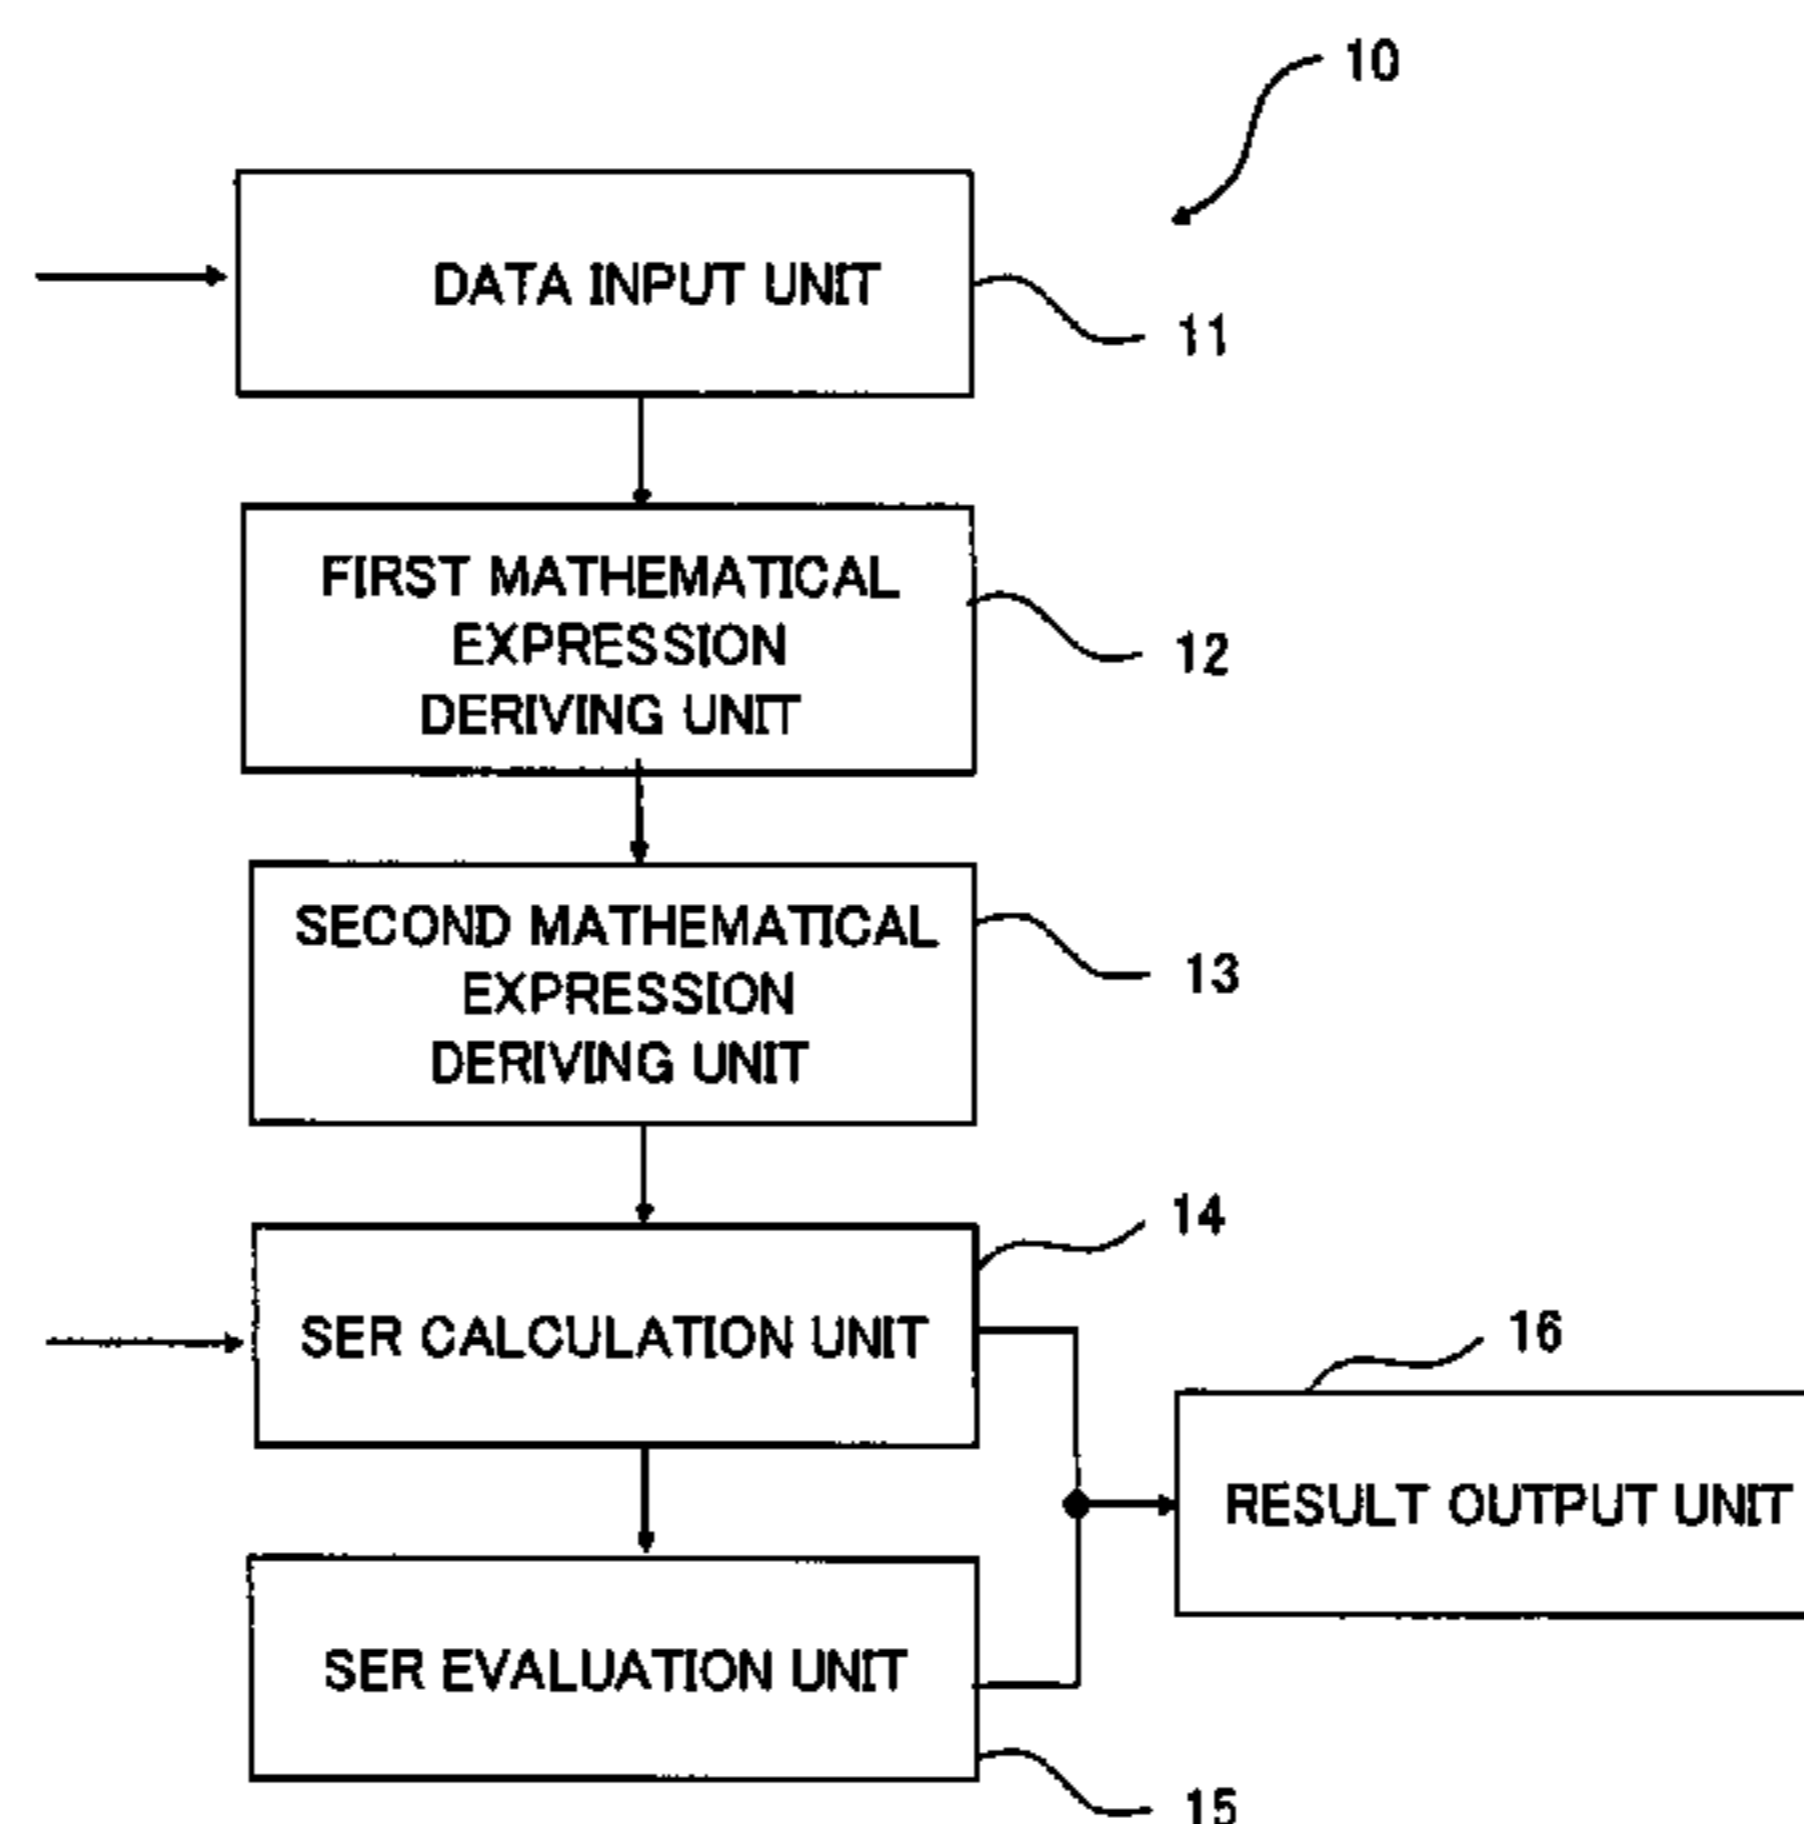 10
DATA INPUT UNIT
11
FIRST MATHEMATICAL
EXPRESSION
DERIVING UNIT
12
SECOND MATHEMATICAL
EXPRESSION
DERIVING UNIT
13
14
SER CALCULATION UNIT
16
RESULT OUTPUT UNIT
SER EVALUATION UNIT
15